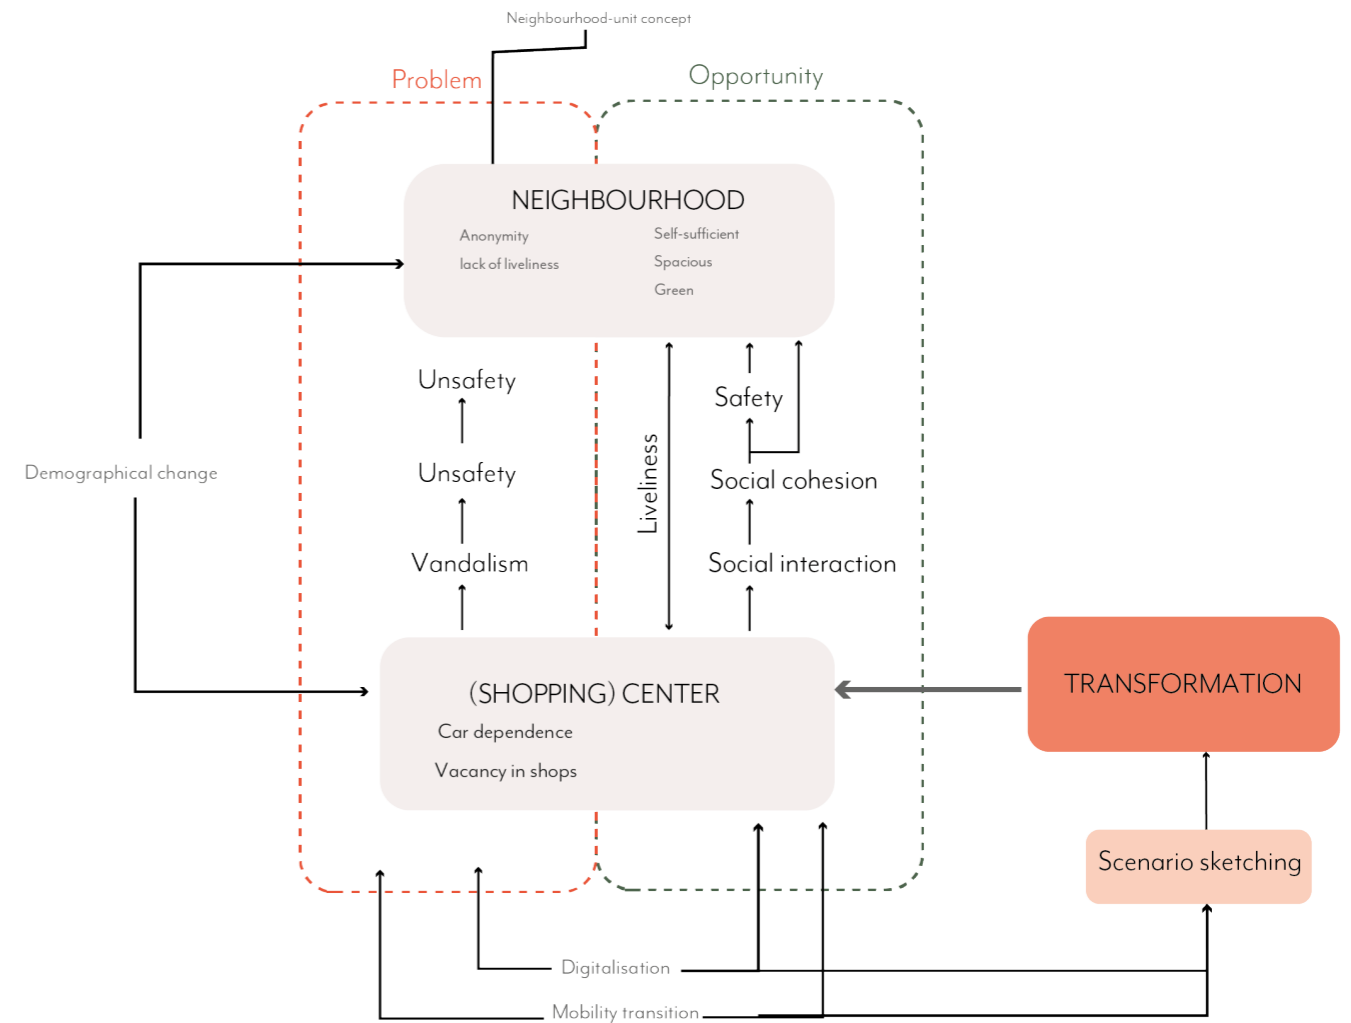 Neighbourhood-unit concept
Problem
Opportunity
NEIGHBOURHOOD
Anonymity
lack of liveliness
Self-sufficient
Spacious
Green
Unsafety
Unsafety
Vandalism
Liveliness
Safety
Social cohesion
Social interaction
Demographical change
(SHOPPING) CENTER
Car dependence
Vacancy in shops
TRANSFORMATION
Scenario sketching
Digitalisation
Mobility transition